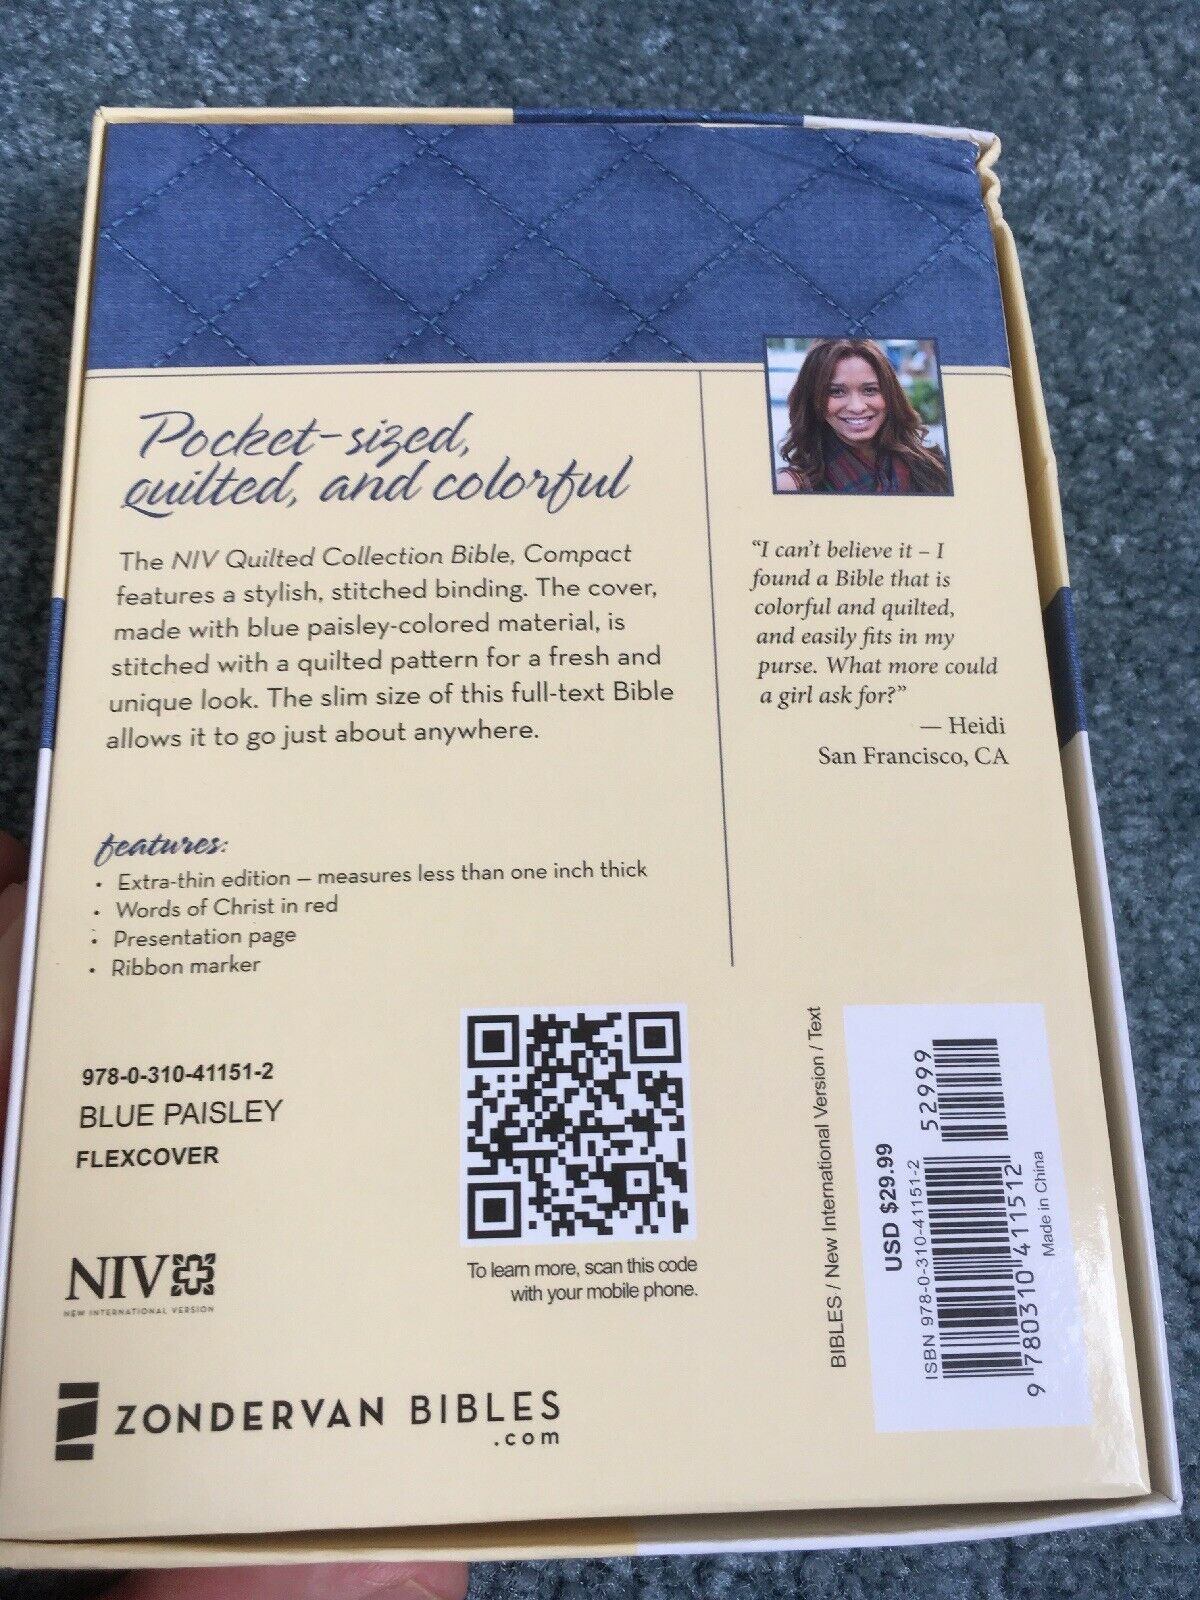 Pocket-sized,
quilted, and colorful
The NIV Quilted Collection Bible, Compact
features a stylish, stitched binding. The cover,
made with blue paisley-colored material, is
stitched with a quilted pattern for a fresh and
unique look. The slim size of this full-text Bible
allows it to go just about anywhere.
features:
• Extra-thin edition – measures less than one inch thick
• Words of Christ in red
• Presentation page
• Ribbon marker
“I can’t believe it – I
found a Bible that is
colorful and quilted,
and easily fits in my
purse. What more could
a girl ask for?”
— Heidi
San Francisco, CA
978-0-310-41151-2
BLUE PAISLEY
FLEXCOVER
NIV
NEW INTERNATIONAL VERSION
To learn more, scan this code
with your mobile phone.
ZONDERVAN BIBLES
.com
BIBLES / New International Version / Text
USD $29.99
ISBN 978-0-310-41151-2
52999
9 780310 411512
Made in China